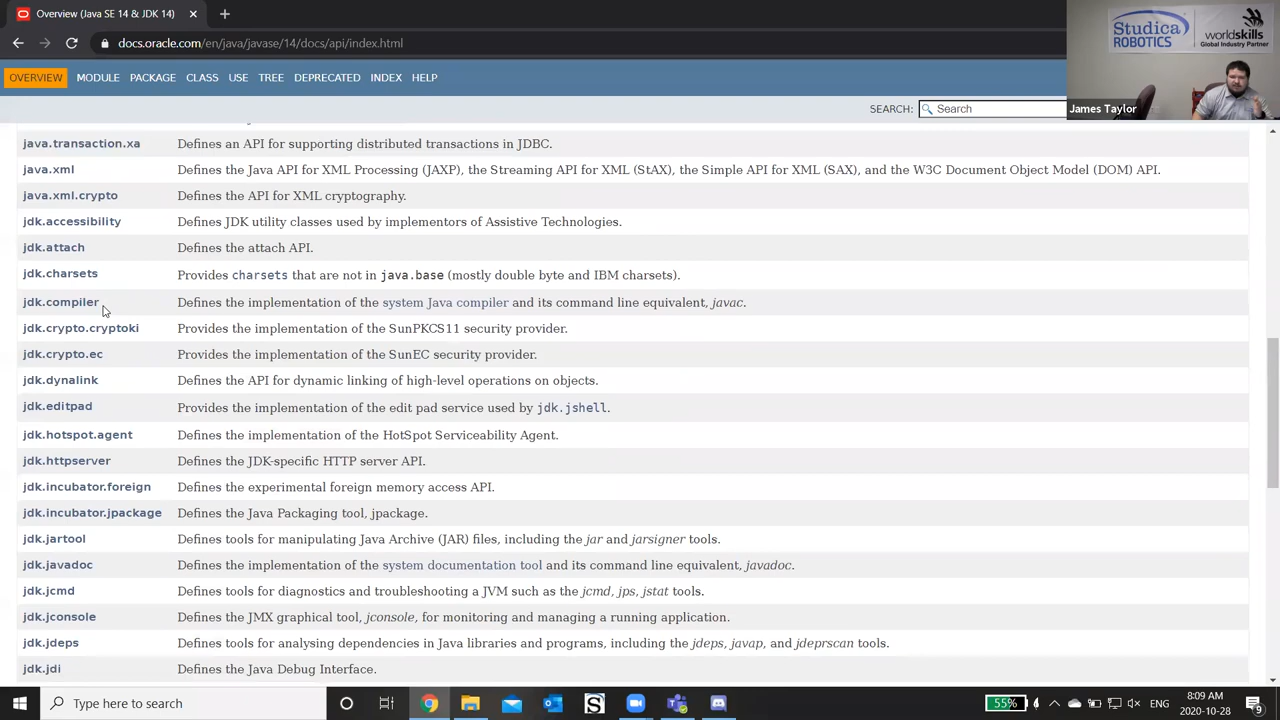 Overview (Java SE 14 & JDK 14)
docs.oracle.com/en/java/javase/14/docs/api/index.html
Studica
ROBOTICS
worldskills
Global Industry Partner
James Taylor
OVERVIEW MODULE PACKAGE CLASS USE TREE DEPRECATED INDEX HELP
SEARCH: Search
java.transaction.xa Defines an API for supporting distributed transactions in JDBC.
java.xml Defines the Java API for XML Processing (JAXP), the Streaming API for XML (StAX), the Simple API for XML (SAX), and the W3C Document Object Model (DOM) API.
java.xml.crypto Defines the API for XML cryptography.
jdk.accessibility Defines JDK utility classes used by implementors of Assistive Technologies.
jdk.attach Defines the attach API.
jdk.charsets Provides charsets that are not in java.base (mostly double byte and IBM charsets).
jdk.compiler Defines the implementation of the system Java compiler and its command line equivalent, javac.
jdk.crypto.cryptoki Provides the implementation of the SunPKCS11 security provider.
jdk.crypto.ec Provides the implementation of the SunEC security provider.
jdk.dynalink Defines the API for dynamic linking of high-level operations on objects.
jdk.editpad Provides the implementation of the edit pad service used by jdk.jshell.
jdk.hotspot.agent Defines the implementation of the HotSpot Serviceability Agent.
jdk.httpserver Defines the JDK-specific HTTP server API.
jdk.incubator.foreign Defines the experimental foreign memory access API.
jdk.incubator.jpackage Defines the Java Packaging tool, jpackage.
jdk.jartool Defines tools for manipulating Java Archive (JAR) files, including the jar and jarsigner tools.
jdk.javadoc Defines the implementation of the system documentation tool and its command line equivalent, javadoc.
jdk.jcmd Defines tools for diagnostics and troubleshooting a JVM such as the jcmd, jps, jstat tools.
jdk.jconsole Defines the JMX graphical tool, jconsole, for monitoring and managing a running application.
jdk.jdeps Defines tools for analysing dependencies in Java libraries and programs, including the jdeps, javap, and jdeprscan tools.
jdk.jdi Defines the Java Debug Interface.
Type here to search
S
55%
ENG
8:09 AM
2020-10-28
9